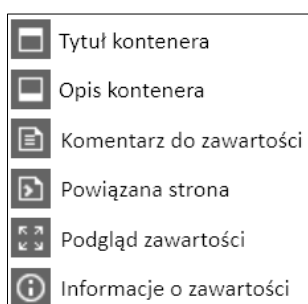 Tytuł kontenera
Opis kontenera
Komentarz do zawartości
Powiązana strona
Podgląd zawartości
Informacje o zawartości